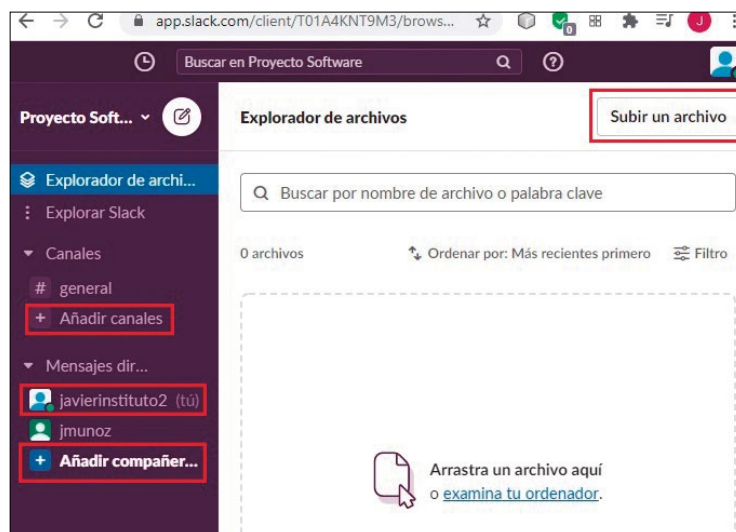 app.slack.com/client/T01A4KNT9M3/brows...
0
J
Buscar en Proyecto Software
Proyecto Soft...
Explorador de archivos
Subir un archivo
Explorador de archi...
Explorar Slack
Buscar por nombre de archivo o palabra clave
Canales
0 archivos
Ordenar por: Más recientes primero
Filtro
# general
+ Añadir canales
Mensajes dir...
javierinstituto2 (tú)
jmunoz
+ Añadir compañer...
Arrastra un archivo aquí
o examina tu ordenador.